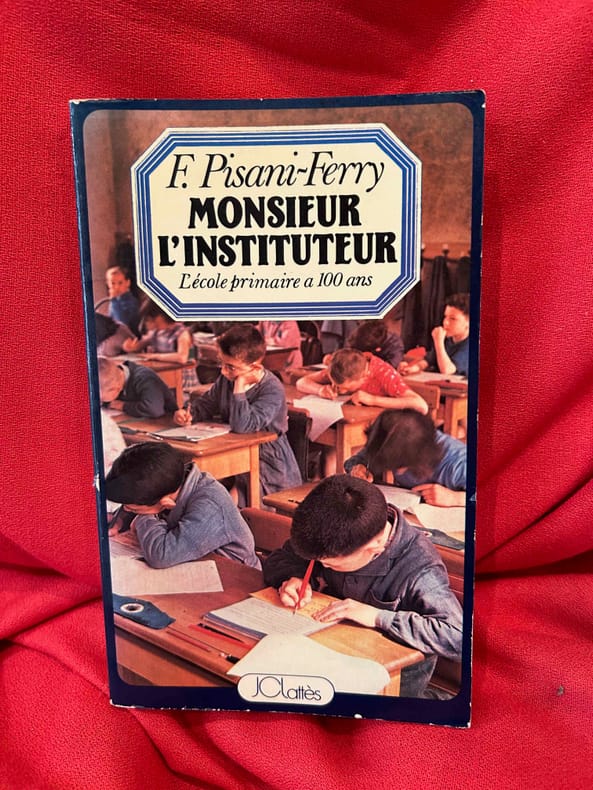 F. Pisani-Ferry
MONSIEUR
L'INSTITUTEUR
L'école primaire a 100 ans
JCLattès